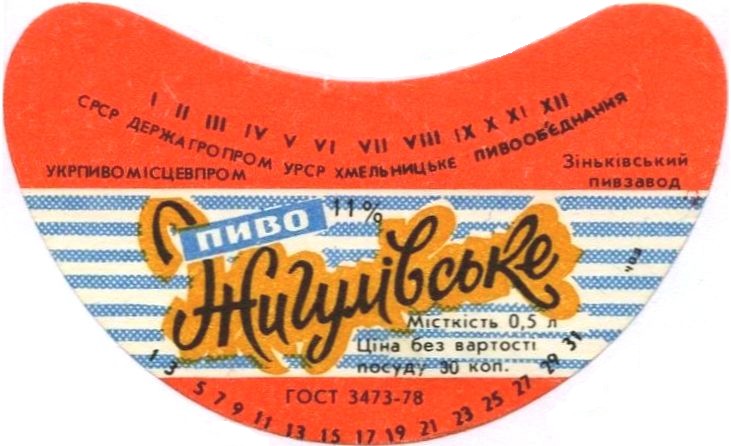 I II III IV V VI VII VIII IX X XI XII
СРСР ДЕРЖАГРОПРОМ УРСР ХМЕЛЬНИЦЬКЕ ПИВООБ'ЄДНАННЯ
УКРПИВОМІСЦЕВПРОМ
Зіньківський
пивзавод
ПИВО 11%
Жигулівське
Місткість 0,5 л
Ціна без вартості
посуду 30 коп.
1 3 5 7 9 11 13 15 17 19 21 23 25 27 29 31
ГОСТ 3473-78